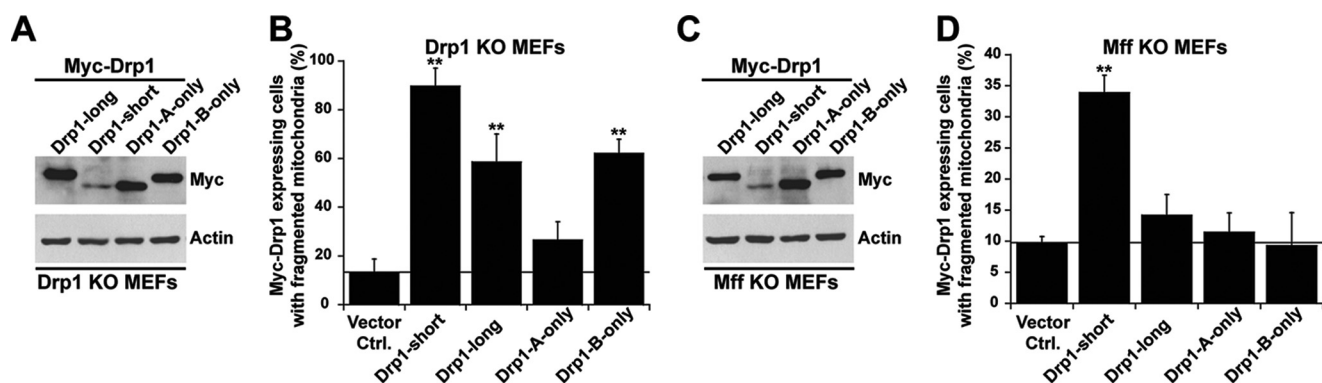 A
Myc-Drp1
Drp1-long
Drp1-short
Drp1-A-only
Drp1-B-only
Myc
Actin
Drp1 KO MEFs
B
Drp1 KO MEFs
Myc-Drp1 expressing cells
with fragmented mitochondria (%)
100
80
60
40
20
0
**
**
**
Vector
Ctrl.
Drp1-short
Drp1-long
Drp1-A-only
Drp1-B-only
C
Myc-Drp1
Drp1-long
Drp1-short
Drp1-A-only
Drp1-B-only
Myc
Actin
Mff KO MEFs
D
Mff KO MEFs
Myc-Drp1 expressing cells
with fragmented mitochondria (%)
40
35
30
25
20
15
10
5
0
**
Vector
Ctrl.
Drp1-short
Drp1-long
Drp1-A-only
Drp1-B-only